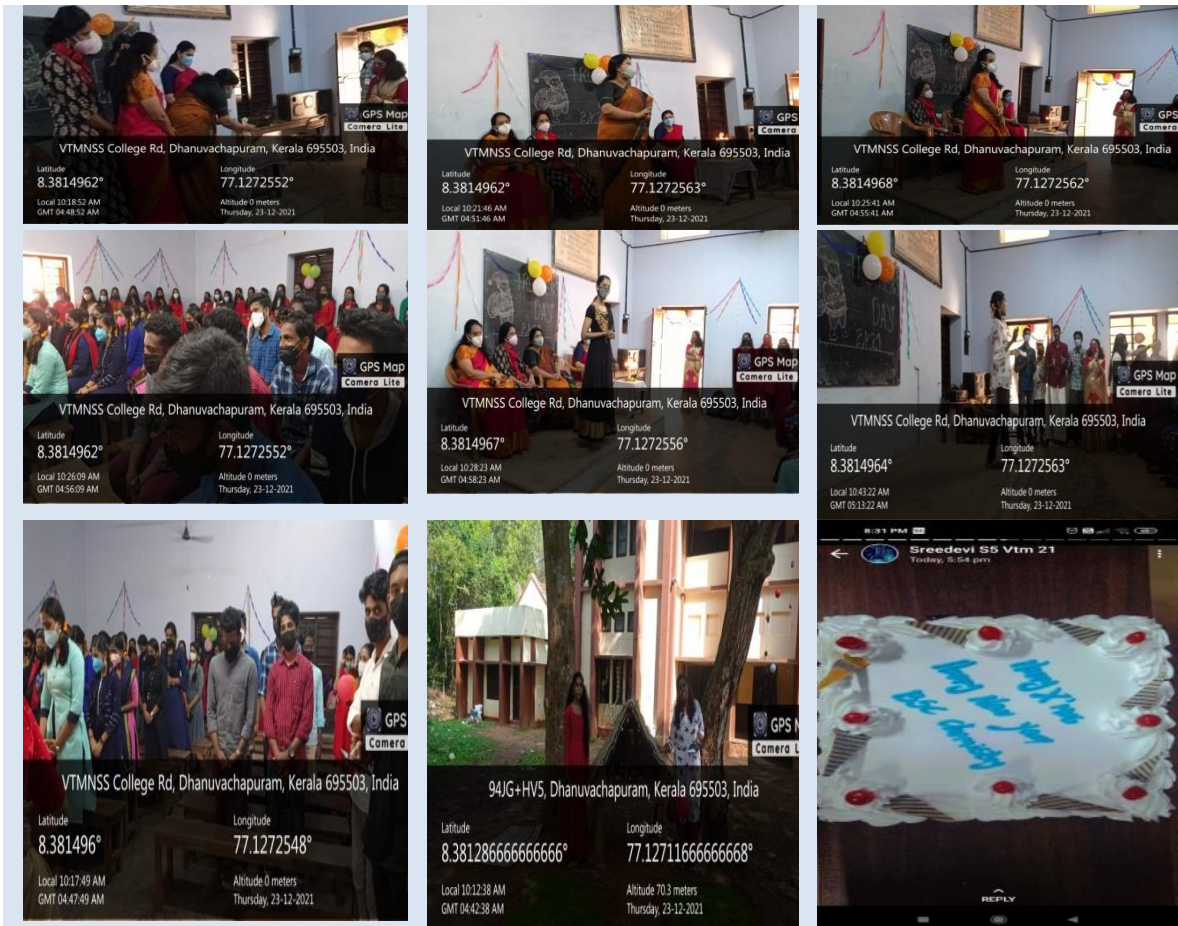 GPS Map
Camera Lite
VTMNSS College Rd, Dhanuvachapuram, Kerala 695503, India
Latitude
8.3814962°
Longitude
77.1272552°
Local 10:18:52 AM
GMT 04:48:52 AM
Altitude 0 meters
Thursday, 23-12-2021
GPS
Camera
VTMNSS College Rd, Dhanuvachapuram, Kerala 695503, India
Latitude
8.3814962°
Longitude
77.1272563°
Local 10:21:46 AM
GMT 04:51:46 AM
Altitude 0 meters
Thursday, 23-12-2021
GPS
Camera
VTMNSS College Rd, Dhanuvachapuram, Kerala 695503, India
Latitude
8.3814968°
Longitude
77.1272562°
Local 10:25:41 AM
GMT 04:55:41 AM
Altitude 0 meters
Thursday, 23-12-2021
GPS Map
Camera Lite
VTMNSS College Rd, Dhanuvachapuram, Kerala 695503, India
Latitude
8.3814962°
Longitude
77.1272552°
Local 10:26:09 AM
GMT 04:56:09 AM
Altitude 0 meters
Thursday, 23-12-2021
DAY
GPS Map
Camera Lite
VTMNSS College Rd, Dhanuvachapuram, Kerala 695503, India
Latitude
8.3814967°
Longitude
77.1272556°
Local 10:28:23 AM
GMT 04:58:23 AM
Altitude 0 meters
Thursday, 23-12-2021
DAY
GPS Map
Camera Lite
VTMNSS College Rd, Dhanuvachapuram, Kerala 695503, India
Latitude
8.3814964°
Longitude
77.1272563°
Local 10:43:22 AM
GMT 05:13:22 AM
Altitude 0 meters
Thursday, 23-12-2021
GPS
Camera
VTMNSS College Rd, Dhanuvachapuram, Kerala 695503, India
Latitude
8.381496°
Longitude
77.1272548°
Local 10:17:49 AM
GMT 04:47:49 AM
Altitude 0 meters
Thursday, 23-12-2021
GPS
Camera
94JG+HV5, Dhanuvachapuram, Kerala 695503, India
Latitude
8.381286666666666°
Longitude
77.12711666666668°
Local 10:12:38 AM
GMT 04:42:38 AM
Altitude 70.3 meters
Thursday, 23-12-2021
8:31 PM
Sreedevi S5 Vtm 21
Today, 5:54 pm
REPLY